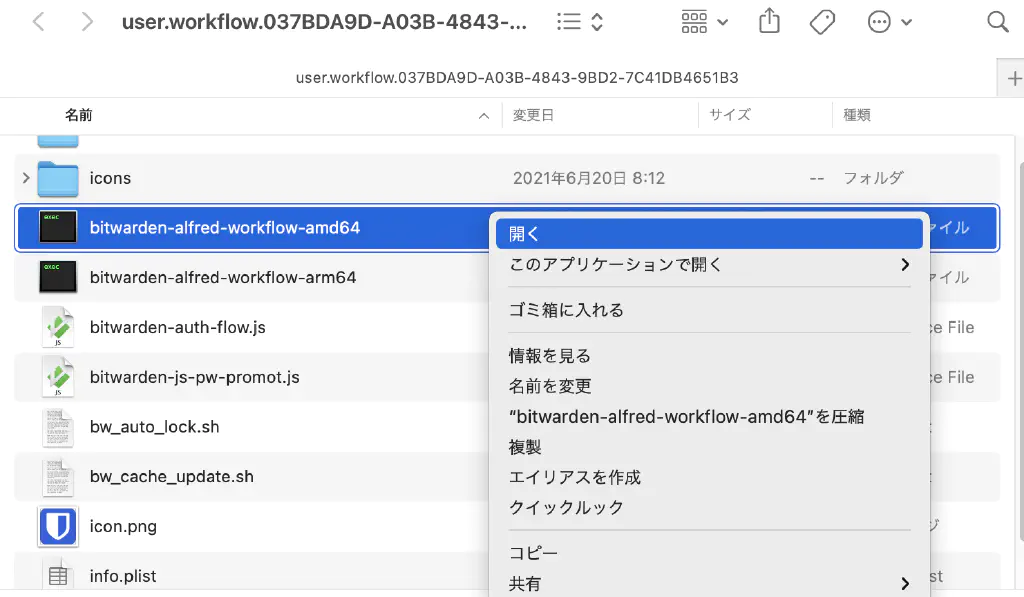 user.workflow.037BDA9D-A03B-4843-...
user.workflow.037BDA9D-A03B-4843-9BD2-7C41DB4651B3
名前 変更日 サイズ 種類
icons 2021年6月20日 8:12 -- フォルダ
bitwarden-alfred-workflow-amd64 ァイル
bitwarden-alfred-workflow-arm64 ァイル
bitwarden-auth-flow.js ce File
bitwarden-js-pw-promot.js ce File
bw_auto_lock.sh
bw_cache_update.sh
icon.png
info.plist st
開く
このアプリケーションで開く
ゴミ箱に入れる
情報を見る
名前を変更
“bitwarden-alfred-workflow-amd64”を圧縮
複製
エイリアスを作成
クイックルック
コピー
共有
exec
exec
JS
JS